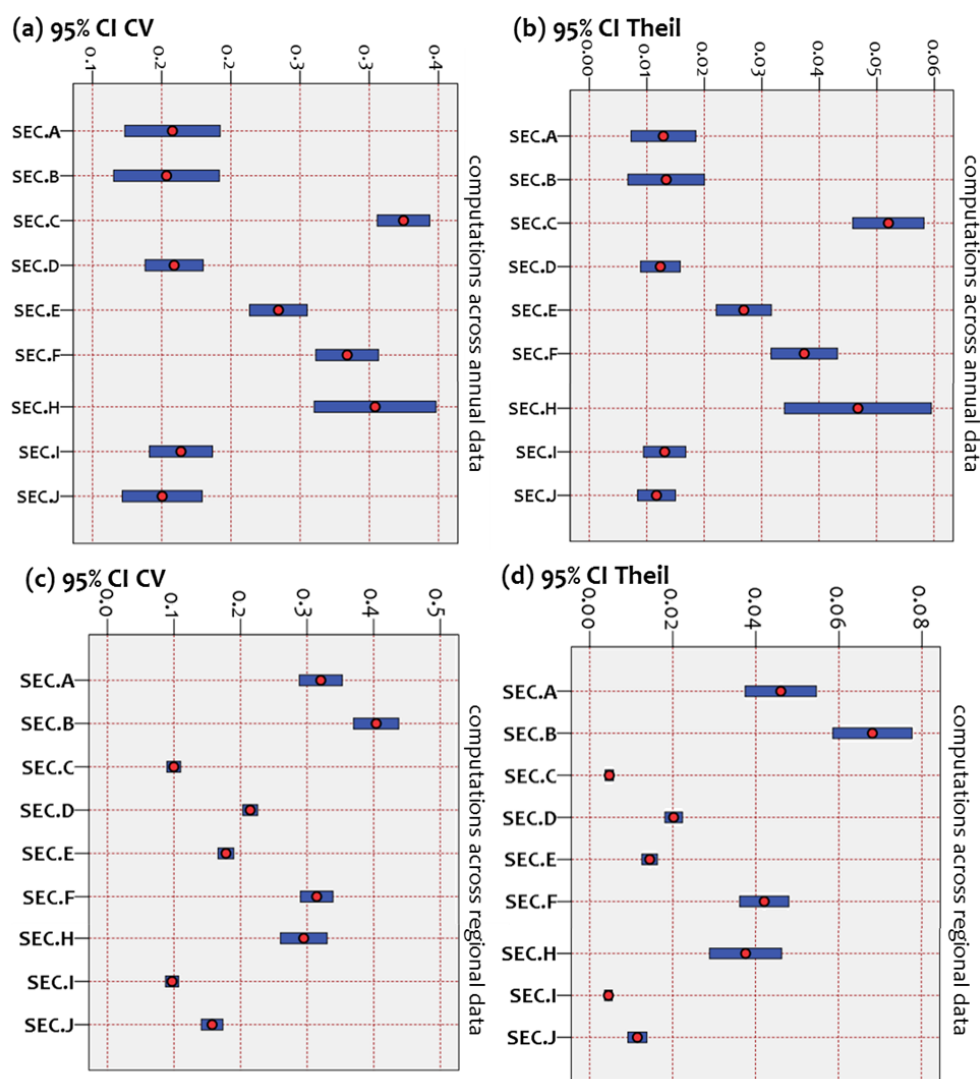 (a) 95% CI CV
0.1 0.2 0.2 0.3 0.3 0.4
SEC.A
SEC.B
SEC.C
SEC.D
SEC.E
SEC.F
SEC.H
SEC.I
SEC.J
computations across annual data
(b) 95% CI Theil
0.00 0.01 0.02 0.03 0.04 0.05 0.06
SEC.A
SEC.B
SEC.C
SEC.D
SEC.E
SEC.F
SEC.H
SEC.I
SEC.J
computations across annual data
(c) 95% CI CV
0.0 0.1 0.2 0.3 0.4 0.5
SEC.A
SEC.B
SEC.C
SEC.D
SEC.E
SEC.F
SEC.H
SEC.I
SEC.J
computations across regional data
(d) 95% CI Theil
0.00 0.02 0.04 0.06 0.08
SEC.A
SEC.B
SEC.C
SEC.D
SEC.E
SEC.F
SEC.H
SEC.I
SEC.J
computations across regional data